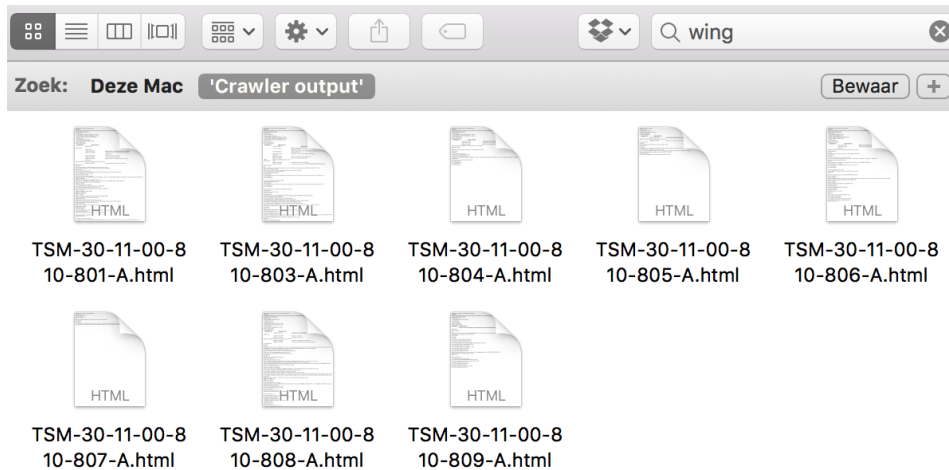 wing
Zoek: Deze Mac 'Crawler output' Bewaar +
HTML HTML HTML HTML HTML
TSM-30-11-00-8 TSM-30-11-00-8 TSM-30-11-00-8 TSM-30-11-00-8 TSM-30-11-00-8
10-801-A.html 10-803-A.html 10-804-A.html 10-805-A.html 10-806-A.html
HTML HTML HTML
TSM-30-11-00-8 TSM-30-11-00-8 TSM-30-11-00-8
10-807-A.html 10-808-A.html 10-809-A.html